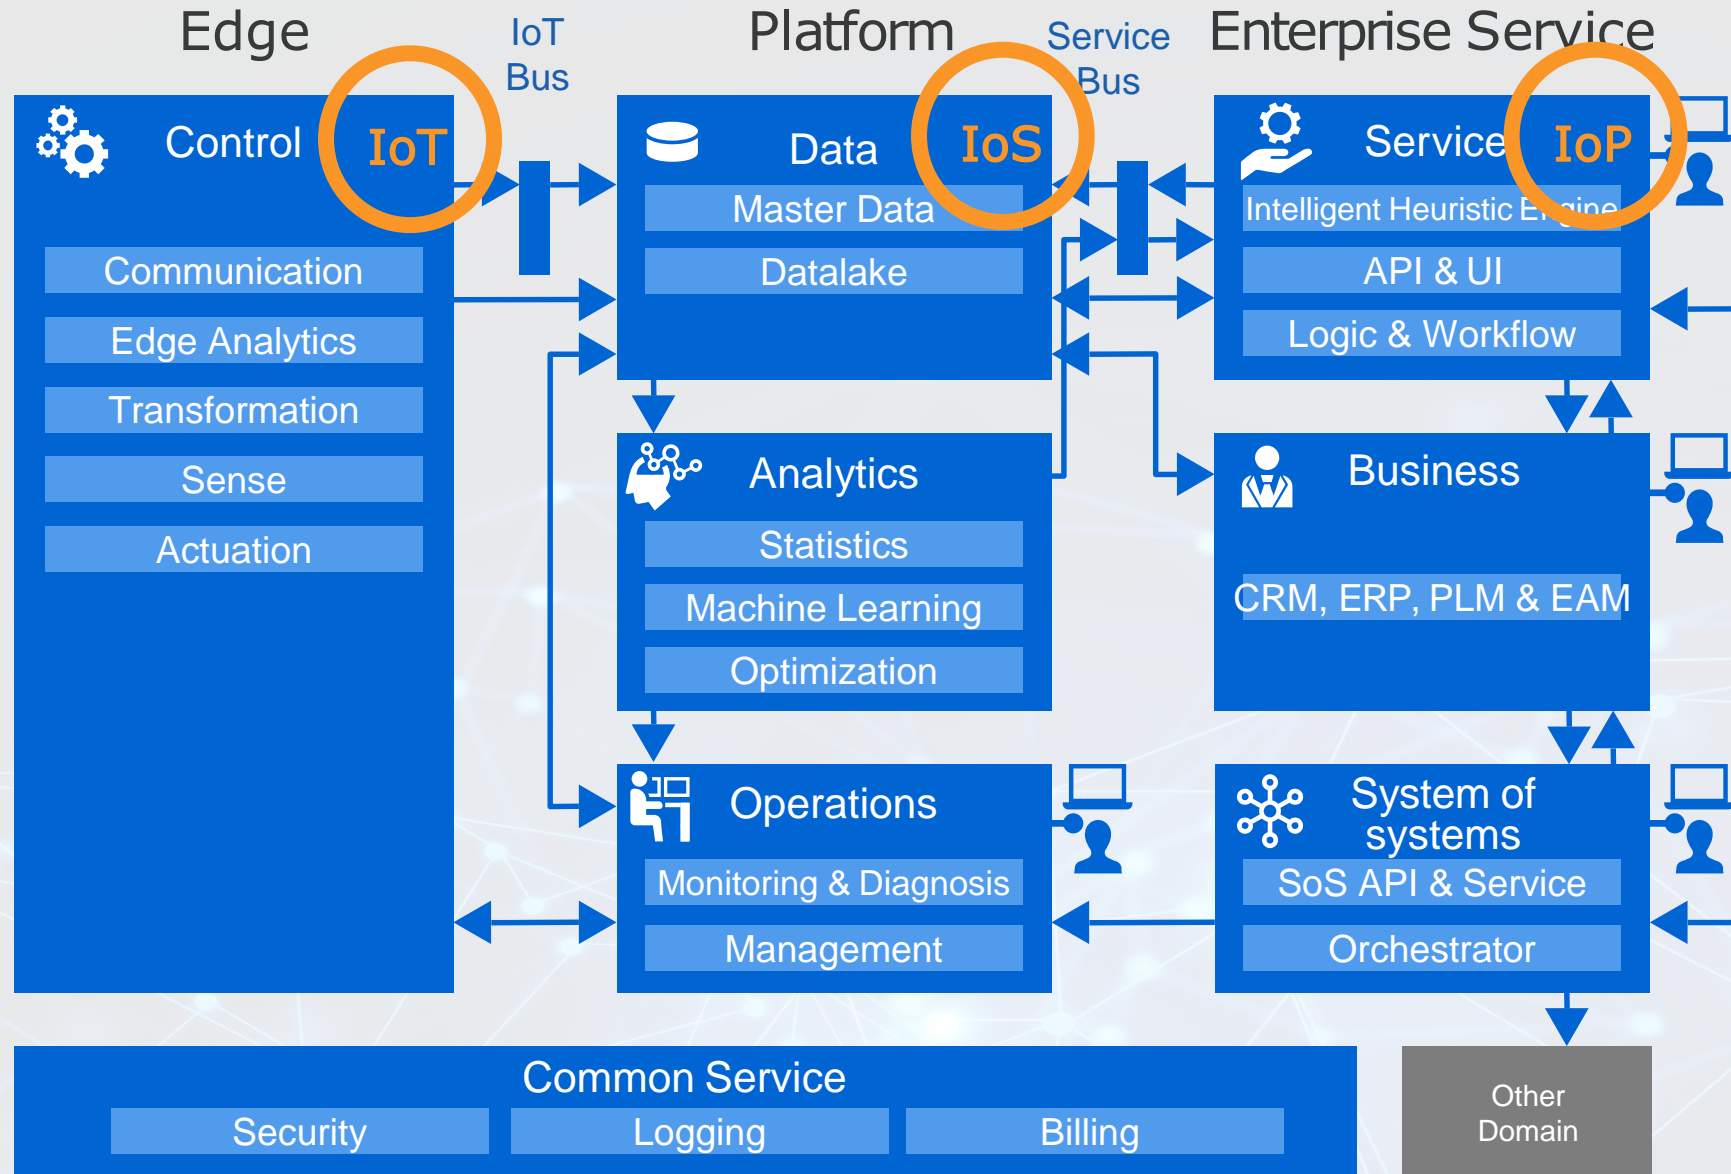 Edge
IoT
Bus
Platform
Service
Bus
Enterprise Service
Control
IoT
Communication
Edge Analytics
Transformation
Sense
Actuation
Data
IoS
Master Data
Datalake
Analytics
Statistics
Machine Learning
Optimization
Operations
Monitoring & Diagnosis
Management
Service
IoP
Intelligent Heuristic Engine
API & UI
Logic & Workflow
Business
CRM, ERP, PLM & EAM
System of
systems
SoS API & Service
Orchestrator
Common Service
Security
Logging
Billing
Other
Domain